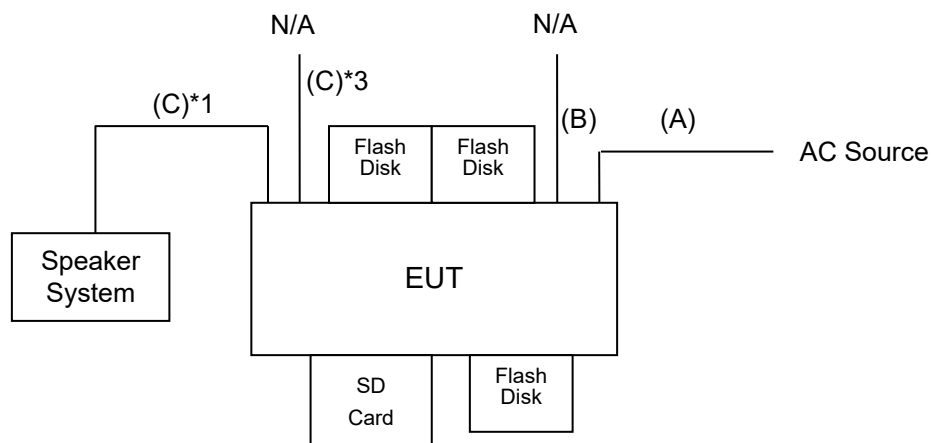 N/A
N/A
(C)*3
(C)*1
(B)
(A)
Flash
Disk
Flash
Disk
AC Source
Speaker
System
EUT
SD
Card
Flash
Disk